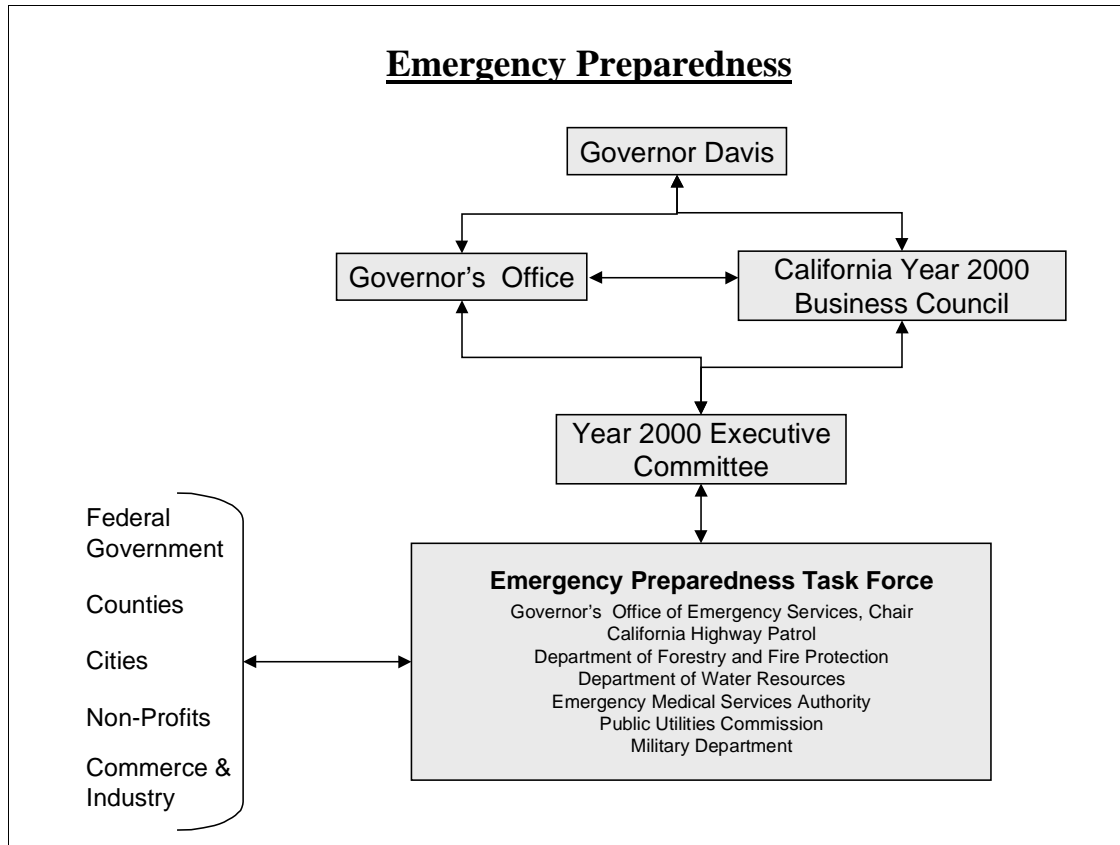 Emergency Preparedness
Governor Davis
Governor's  Office
California Year 2000
Business Council
Year 2000 Executive
Committee
Federal
Government
Counties
Cities
Non-Profits
Commerce &
Industry
Emergency Preparedness Task Force
Governor's  Office of Emergency Services, Chair
California Highway Patrol
Department of Forestry and Fire Protection
Department of Water Resources
Emergency Medical Services Authority
Public Utilities Commission
Military Department